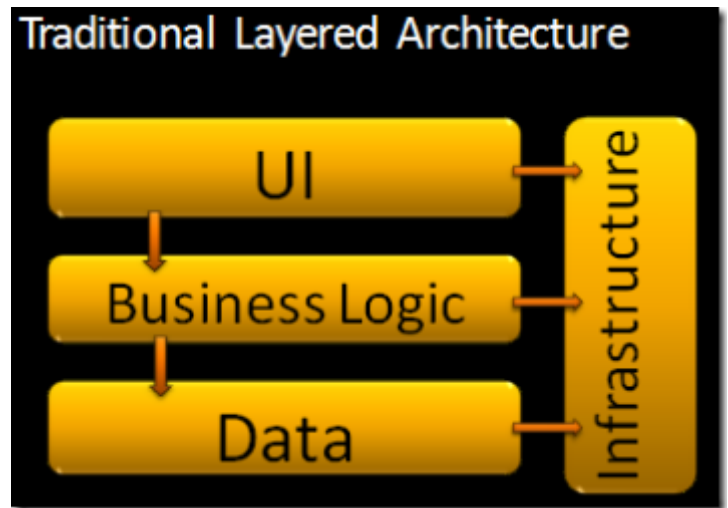 Traditional Layered Architecture
UI
Business Logic
Data
Infrastructure